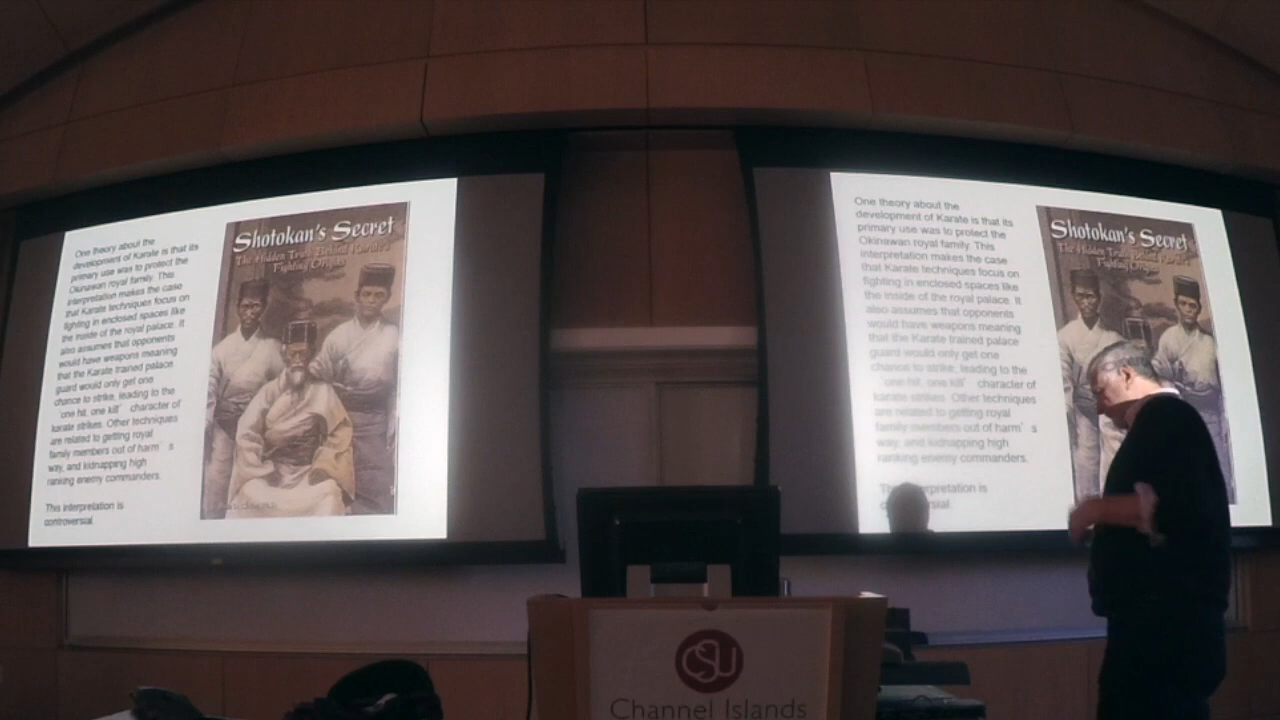 One theory about the
development of Karate is that its
primary use was to protect the
Okinawan royal family. This
interpretation makes the case
that Karate techniques focus on
fighting in enclosed spaces like
the inside of the royal palace. It
also assumes that opponents
would have weapons meaning
that the Karate trained palace
guard would only get one
chance to strike, leading to the
'one hit, one kill' character of
karate strikes. Other techniques
are related to getting royal
family members out of harm's
way, and kidnapping high
ranking enemy commanders.
This interpretation is
controversial.
Shotokan's Secret
The Hidden Truth Behind Karate's
Fighting Origins
One theory about the
development of Karate is that its
primary use was to protect the
Okinawan royal family. This
interpretation makes the case
that Karate techniques focus on
fighting in enclosed spaces like
the inside of the royal palace. It
also assumes that opponents
would have weapons meaning
that the Karate trained palace
guard would only get one
chance to strike, leading to the
'one hit, one kill' character of
karate strikes. Other techniques
are related to getting royal
family members out of harm's
way, and kidnapping high
ranking enemy commanders.
is
Shotokan's Secret
The Hidden Truth Behind Karate's
Fighting Origins
CSU
Channel Islands